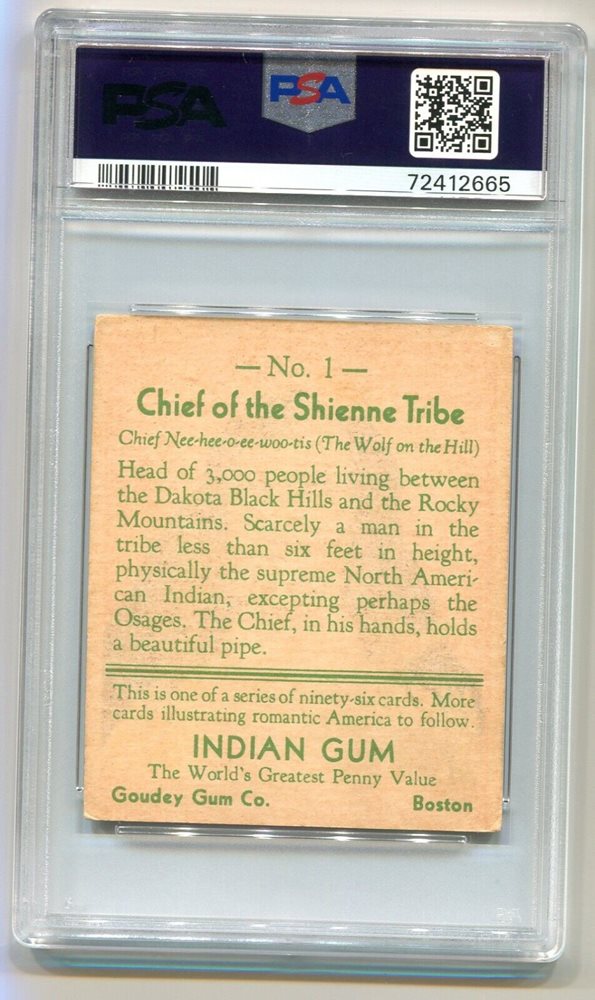 PSA
PSA
72412665
— No. 1 —
Chief of the Shienne Tribe
Chief Nee-hee-o-ee-woo-tis (The Wolf on the Hill)
Head of 3,000 people living between
the Dakota Black Hills and the Rocky
Mountains. Scarcely a man in the
tribe less than six feet in height,
physically the supreme North Ameri-
can Indian, excepting perhaps the
Osages. The Chief, in his hands, holds
a beautiful pipe.
This is one of a series of ninety-six cards. More
cards illustrating romantic America to follow.
INDIAN GUM
The World's Greatest Penny Value
Goudey Gum Co. Boston